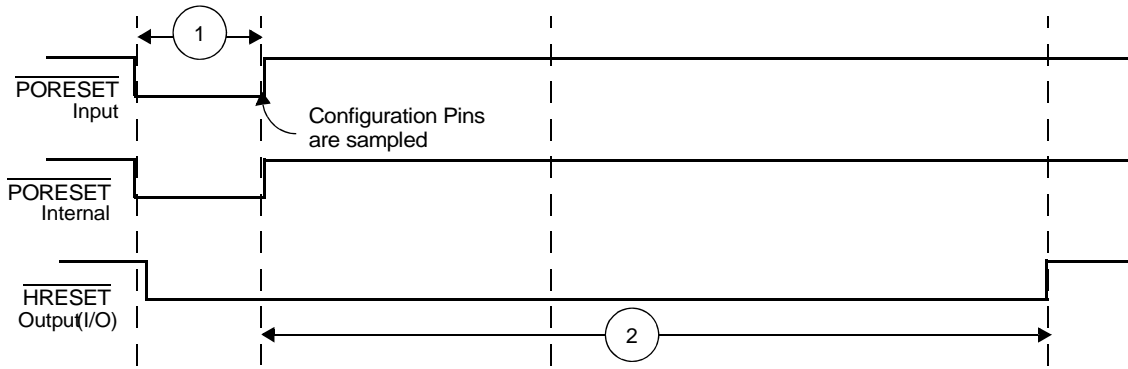 1
PORESET
Input
Configuration Pins
are sampled
PORESET
Internal
HRESET
Output(I/O)
2